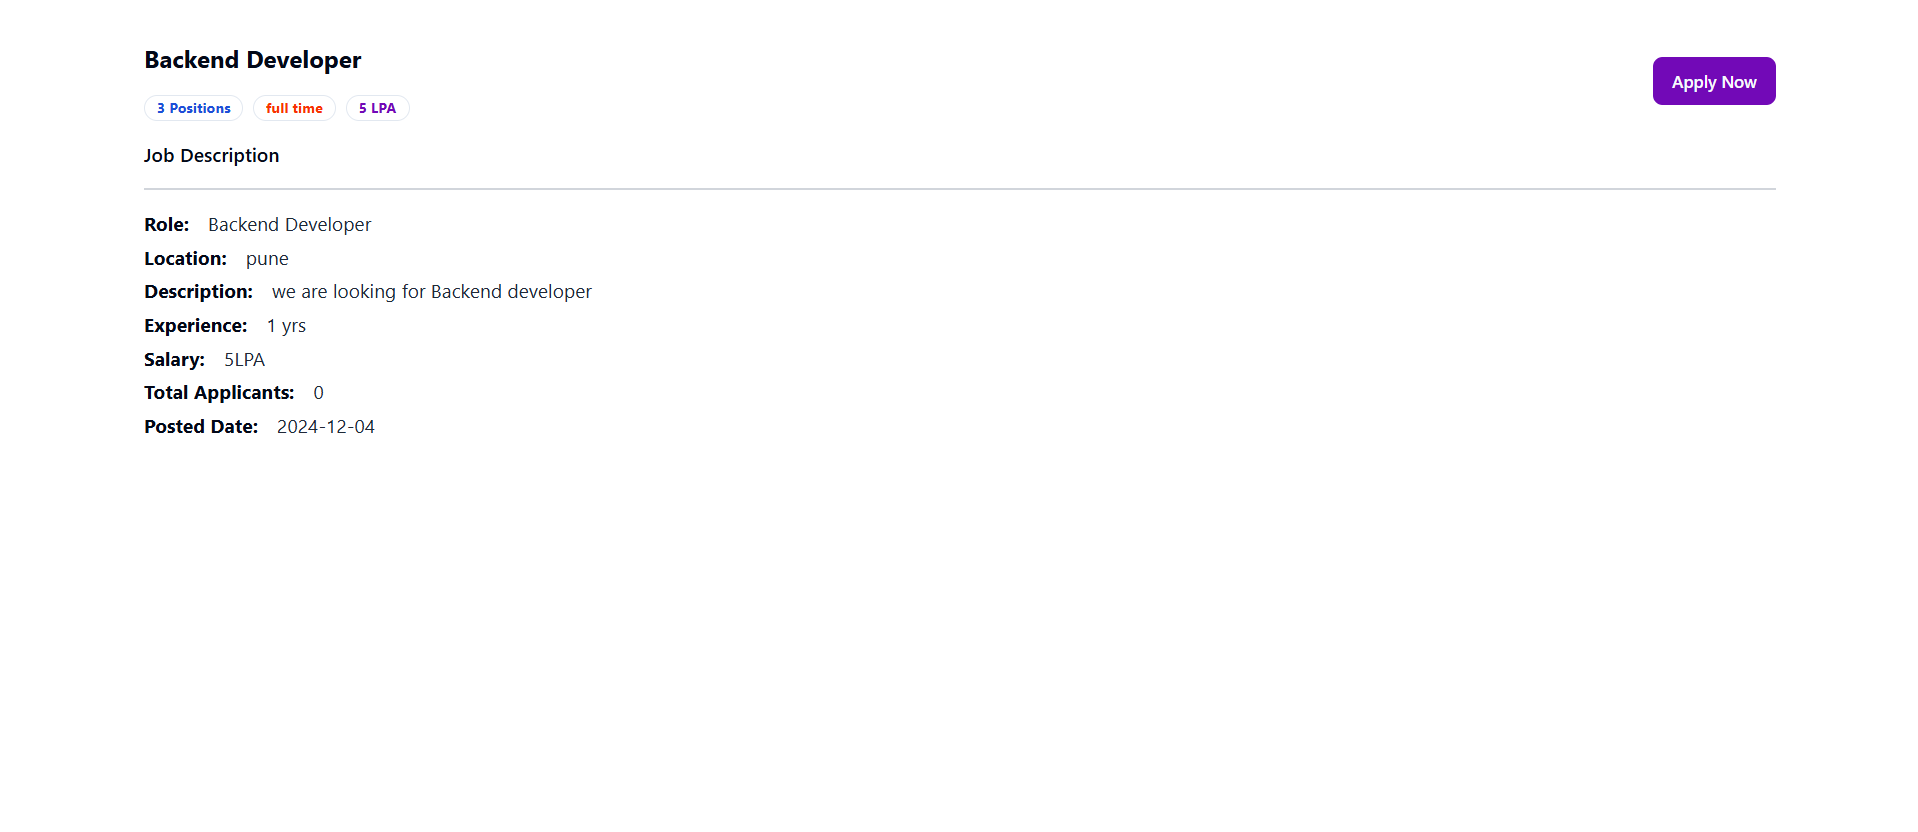 Backend Developer
Apply Now
3 Positions full time 5 LPA
Job Description
Role: Backend Developer
Location: pune
Description: we are looking for Backend developer
Experience: 1 yrs
Salary: 5LPA
Total Applicants: 0
Posted Date: 2024-12-04